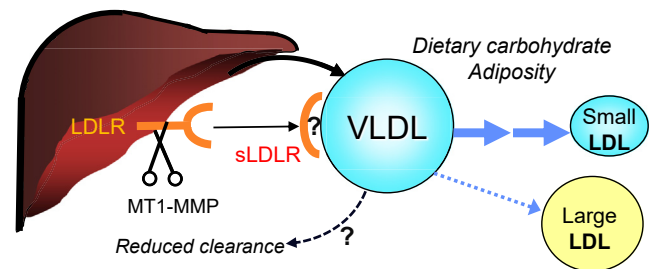 Dietary carbohydrate
Adiposity
LDLR
?
sLDLR
VLDL
Small
LDL
MT1-MMP
Large
LDL
Reduced clearance
?